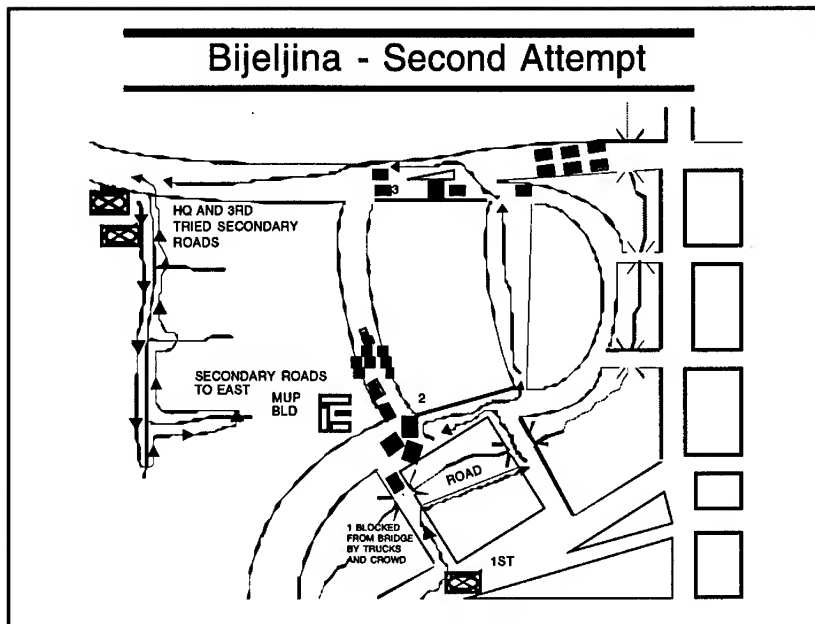 Bijeljina - Second Attempt
3
HQ AND 3RD
TRIED SECONDARY
ROADS
SECONDARY ROADS
TO EAST
MUP
BLD
2
ROAD
1 BLOCKED
FROM BRIDGE
BY TRUCKS
AND CROWD
1ST